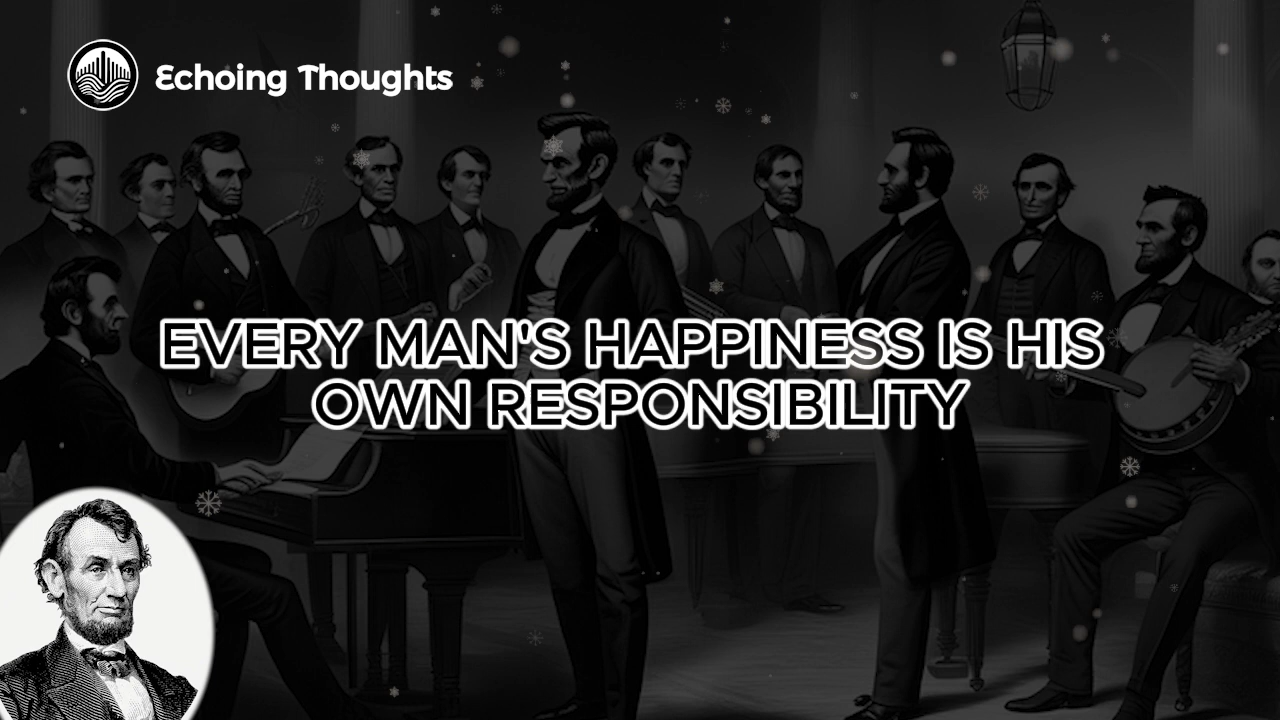 Echoing Thoughts
EVERY MAN'S HAPPINESS IS HIS
OWN RESPONSIBILITY